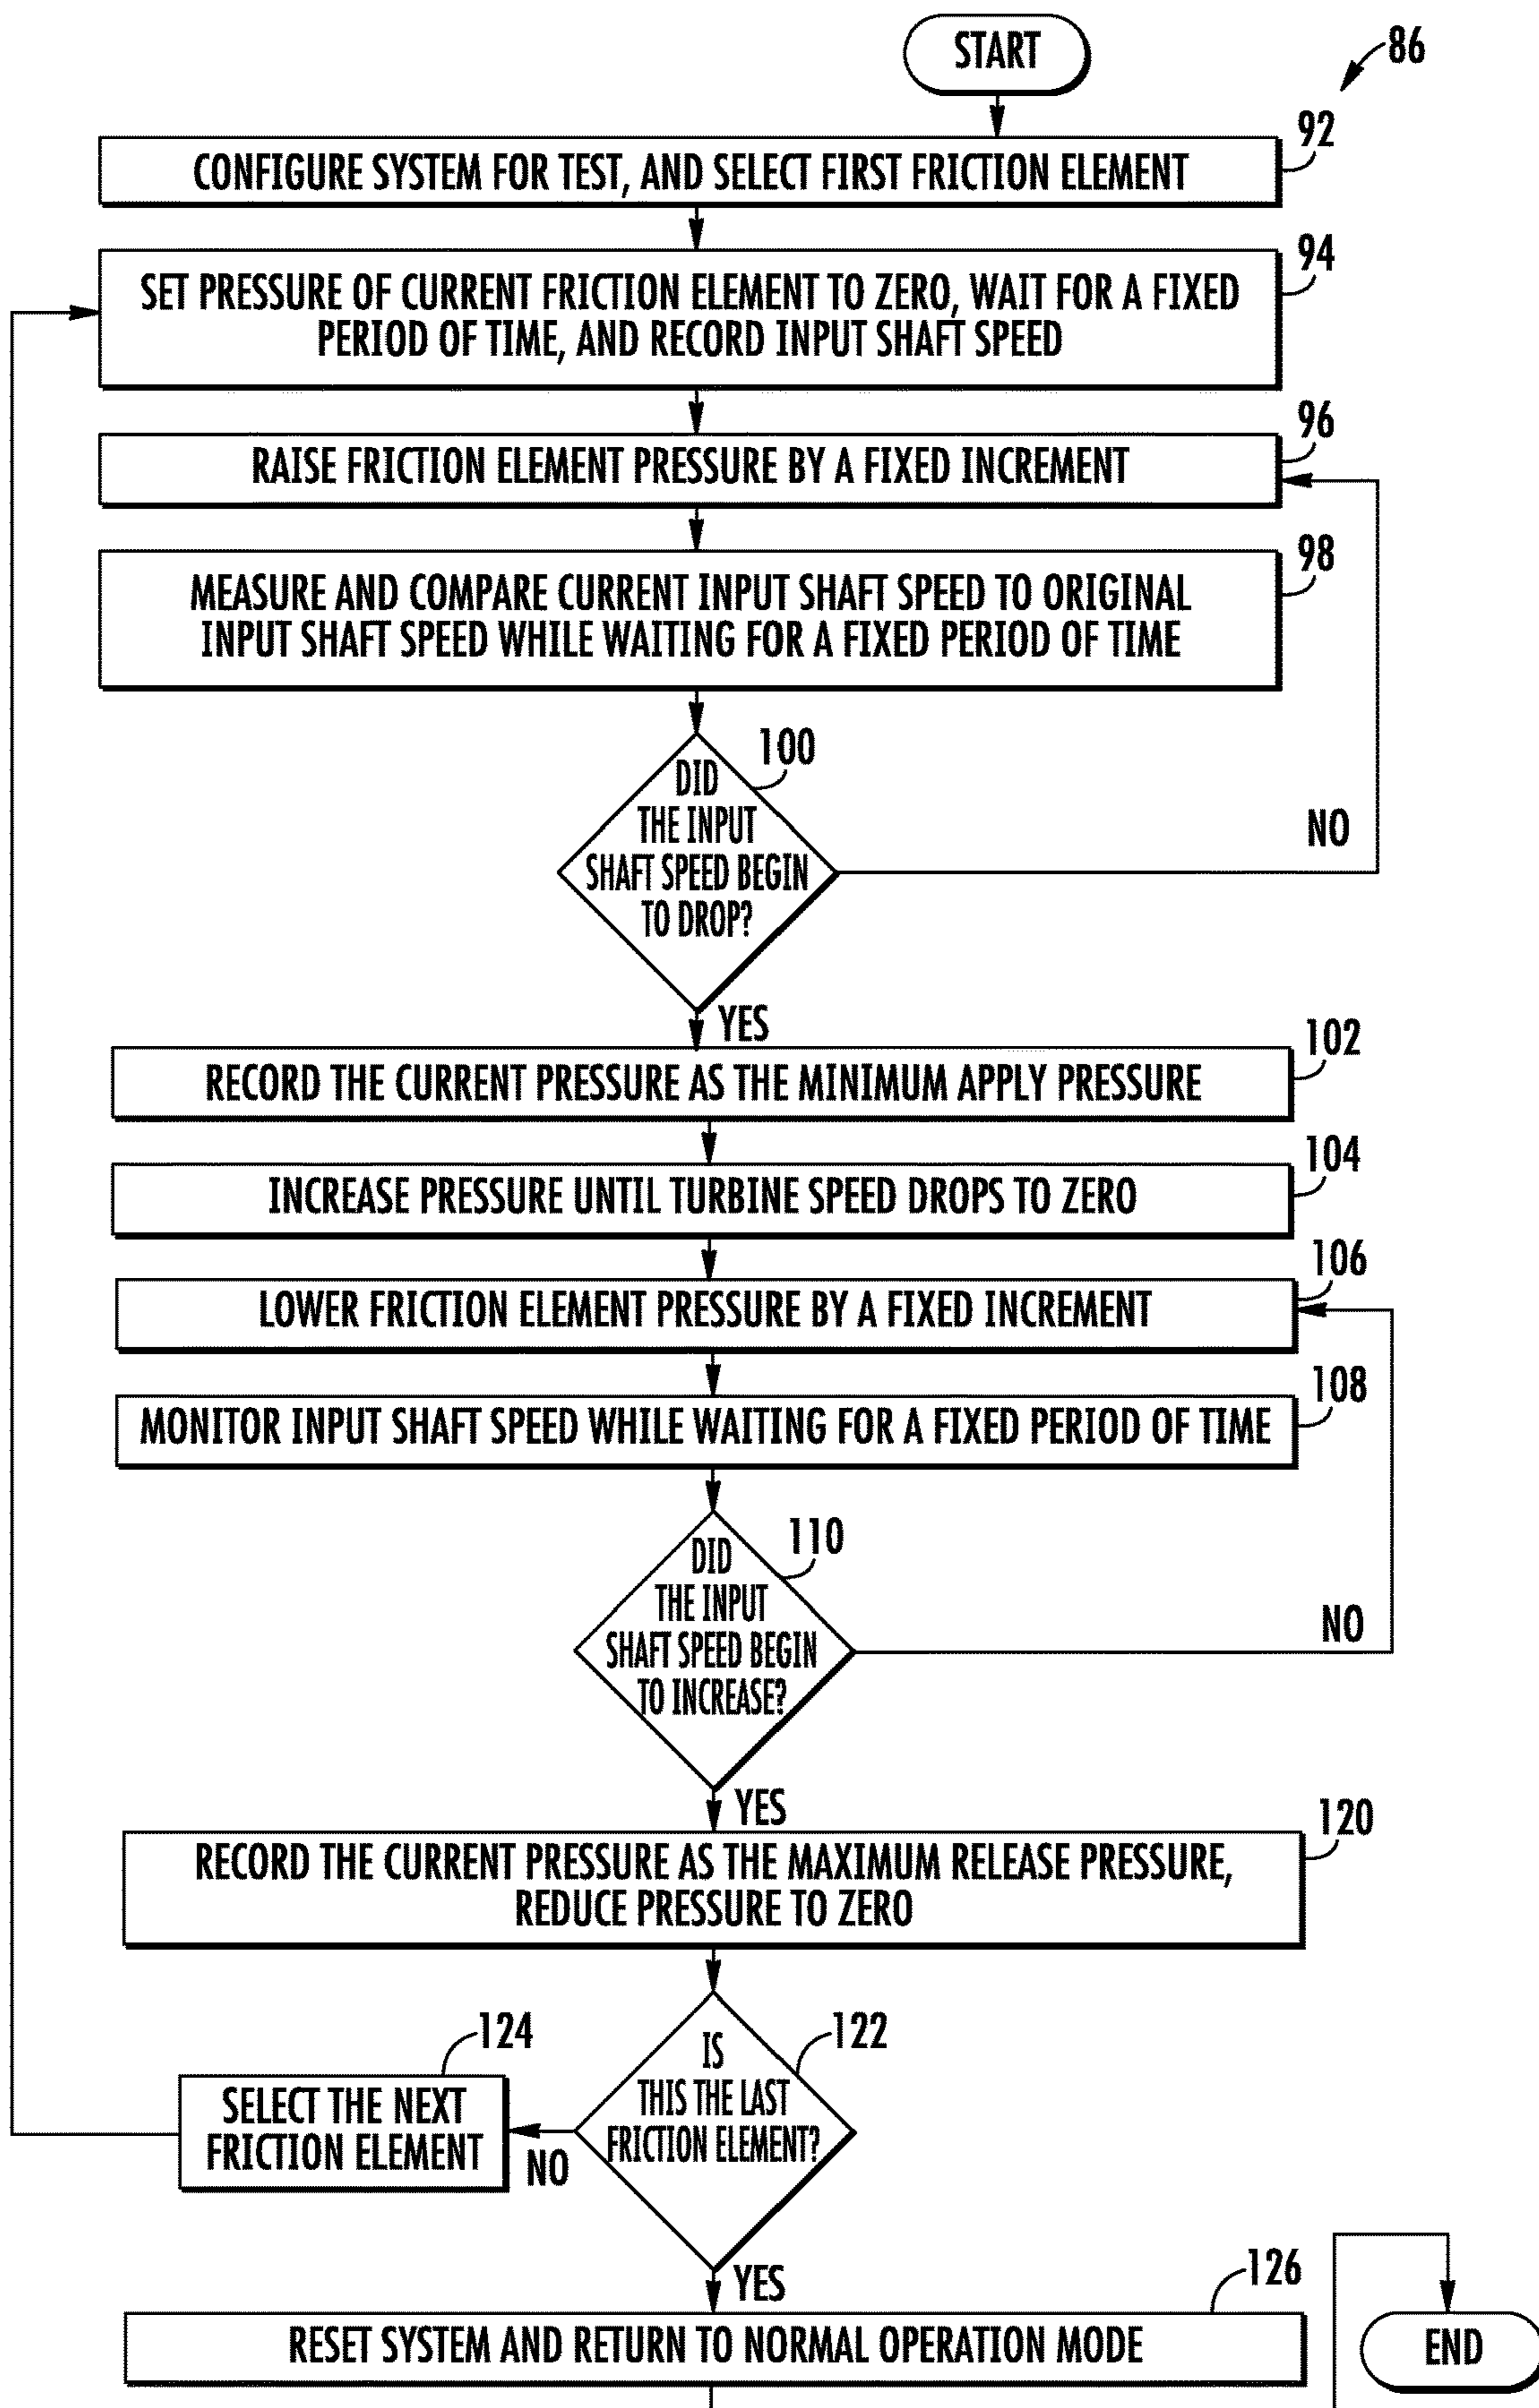 START
86
92
CONFIGURE SYSTEM FOR TEST, AND SELECT FIRST FRICTION ELEMENT
94
SET PRESSURE OF CURRENT FRICTION ELEMENT TO ZERO, WAIT FOR A FIXED
PERIOD OF TIME, AND RECORD INPUT SHAFT SPEED
96
RAISE FRICTION ELEMENT PRESSURE BY A FIXED INCREMENT
98
MEASURE AND COMPARE CURRENT INPUT SHAFT SPEED TO ORIGINAL
INPUT SHAFT SPEED WHILE WAITING FOR A FIXED PERIOD OF TIME
100
DID
THE INPUT
SHAFT SPEED BEGIN
TO DROP?
NO
YES
102
RECORD THE CURRENT PRESSURE AS THE MINIMUM APPLY PRESSURE
104
INCREASE PRESSURE UNTIL TURBINE SPEED DROPS TO ZERO
106
LOWER FRICTION ELEMENT PRESSURE BY A FIXED INCREMENT
108
MONITOR INPUT SHAFT SPEED WHILE WAITING FOR A FIXED PERIOD OF TIME
110
DID
THE INPUT
SHAFT SPEED BEGIN
TO INCREASE?
NO
YES
120
RECORD THE CURRENT PRESSURE AS THE MAXIMUM RELEASE PRESSURE,
REDUCE PRESSURE TO ZERO
122
IS
THIS THE LAST
FRICTION ELEMENT?
NO
124
SELECT THE NEXT
FRICTION ELEMENT
YES
126
RESET SYSTEM AND RETURN TO NORMAL OPERATION MODE
END